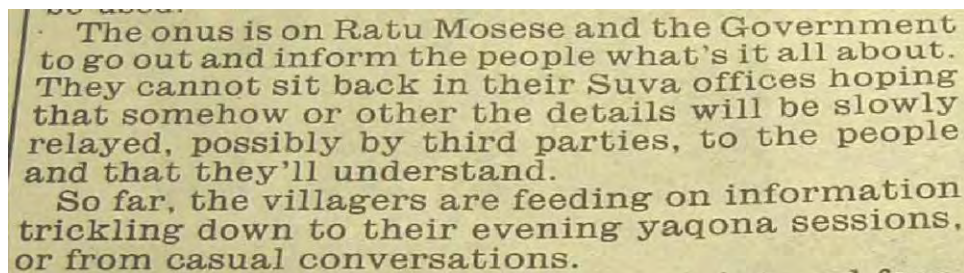 The onus is on Ratu Mosese and the Government
to go out and inform the people what's it all about.
They cannot sit back in their Suva offices hoping
that somehow or other the details will be slowly
relayed, possibly by third parties, to the people
and that they'll understand.
So far, the villagers are feeding on information
trickling down to their evening yaqona sessions,
or from casual conversations.